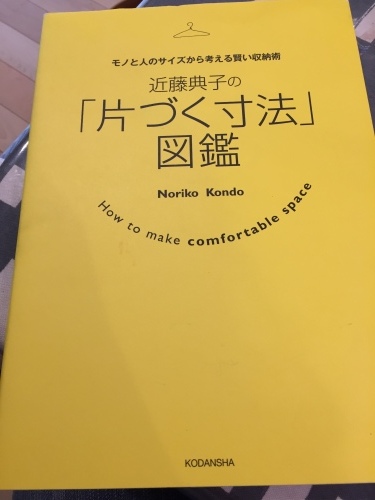 モノと人のサイズから考える賢い収納術
近藤典子の
「片づく寸法」
図鑑
Noriko Kondo
How to make comfortable space
KODANSHA